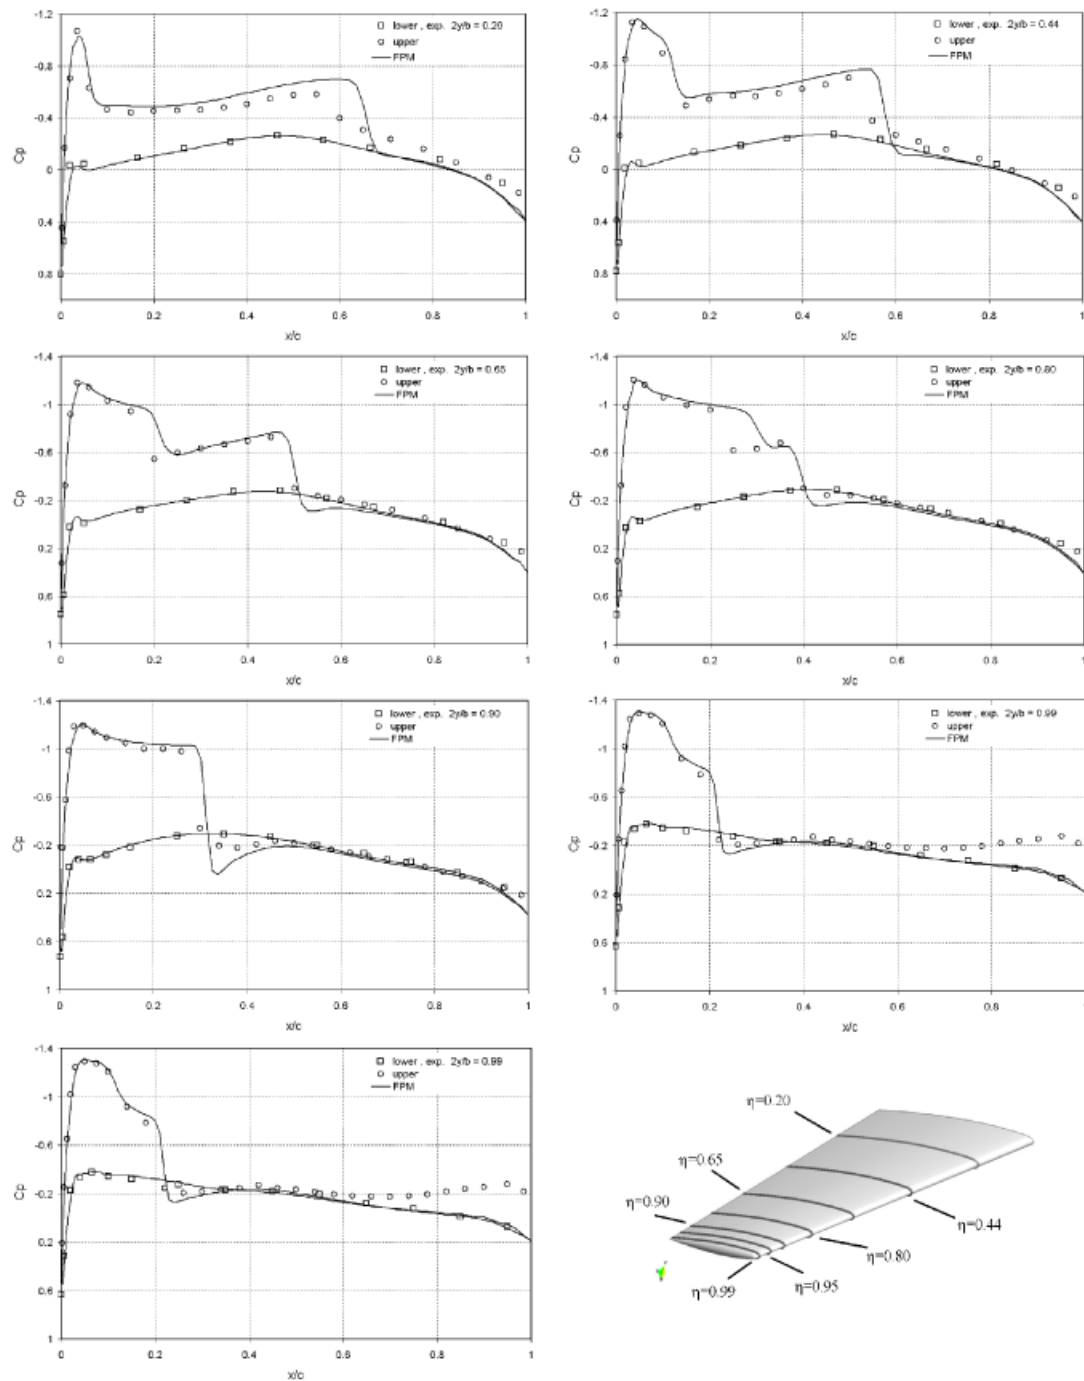 -1.2
-0.8
-0.4
0
0.4
0.8
Cp
lower , exp. 2y/b = 0.20
upper
FPM
0 0.2 0.4 0.6 0.8 1
x/c
-1.2
-0.8
-0.4
0
0.4
0.8
Cp
lower , exp. 2y/b = 0.44
upper
FPM
0 0.2 0.4 0.6 0.8 1
x/c
-1.4
-1
-0.6
-0.2
0.2
0.6
1
Cp
lower , exp. 2y/b = 0.65
upper
FPM
0 0.2 0.4 0.6 0.8 1
x/c
-1.4
-1
-0.6
-0.2
0.2
0.6
1
Cp
lower , exp. 2y/b = 0.80
upper
FPM
0 0.2 0.4 0.6 0.8 1
x/c
-1.4
-1
-0.6
-0.2
0.2
0.6
1
Cp
lower , exp. 2y/b = 0.90
upper
FPM
0 0.2 0.4 0.6 0.8 1
x/c
-1.4
-1
-0.6
-0.2
0.2
0.6
1
Cp
lower , exp. 2y/b = 0.99
upper
FPM
0 0.2 0.4 0.6 0.8
x/c
-1.4
-1
-0.6
-0.2
0.2
0.6
1
Cp
lower , exp. 2y/b = 0.99
upper
FPM
0 0.2 0.4 0.6 0.8 1
x/c
η=0.20
η=0.65
η=0.90
η=0.44
η=0.80
η=0.95
η=0.99